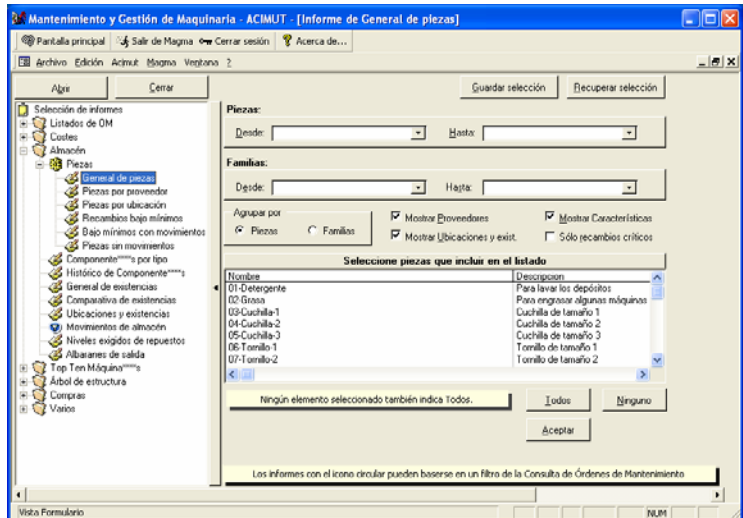 Mantenimiento y Gestión de Maquinaria - ACIMUT - [Informe de General de piezas]
Pantalla principal Salir de Magma Cerrar sesión Acerca de...
Archivo Edición Acimut Magma Ventana ?
Abrir Cerrar Guardar selección Recuperar selección
Selección de informes
Listados de OM
Costes
Almacén
Piezas
General de piezas
Piezas por proveedor
Piezas por ubicación
Recambios bajo mínimos
Bajo mínimos con movimientos
Piezas sin movimientos
Componente""s por tipo
Histórico de Componente""s
General de existencias
Comparativa de existencias
Ubicaciones y existencias
Movimientos de almacén
Niveles exigidos de repuestos
Albaranes de salida
Top Ten Máquina""s
Árbol de estructura
Compras
Varios
Piezas:
Desde: Hasta:
Familias:
Desde: Hasta:
Agrupar por
Piezas Familias
Mostrar Proveedores Mostrar Características
Mostrar Ubicaciones y exist. Sólo recambios críticos
Seleccione piezas que incluir en el listado
Nombre Descripcion
01-Detergente Para lavar los depósitos
02-Grasa Para engrasar algunas máquinas
03-Cuchilla-1 Cuchilla de tamaño 1
04-Cuchilla-2 Cuchilla de tamaño 2
05-Cuchilla-3 Cuchilla de tamaño 3
06-Tornillo-1 Tornillo de tamaño 1
07-Tornillo-2 Tornillo de tamaño 2
Ningún elemento seleccionado también indica Todos. Todos Ninguno
Aceptar
Los informes con el icono circular pueden baserse en un filtro de la Consulta de Órdenes de Mantenimiento
Vista Formulario NUM